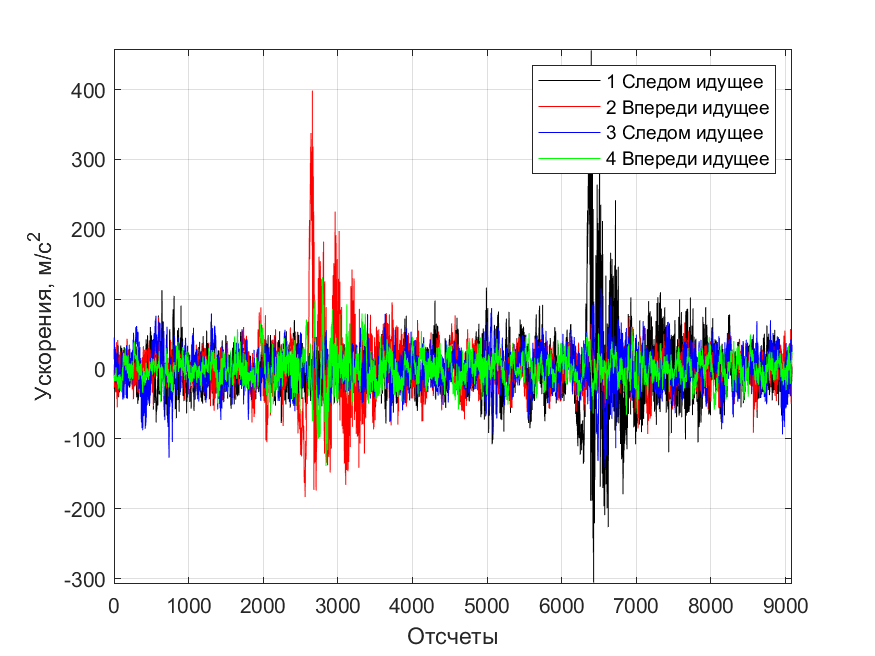 400
300
200
100
0
-100
-200
-300
Ускорения, м/с²
0 1000 2000 3000 4000 5000 6000 7000 8000 9000
Отсчеты
1 Следом идущее
2 Впереди идущее
3 Следом идущее
4 Впереди идущее